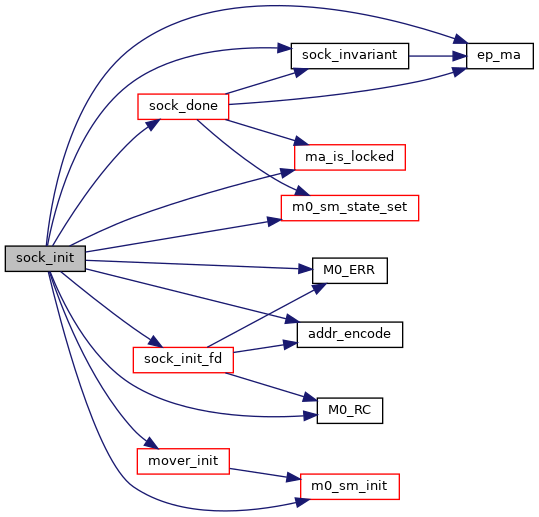 sock_invariant
ep_ma
sock_done
ma_is_locked
m0_sm_state_set
sock_init
M0_ERR
addr_encode
sock_init_fd
M0_RC
mover_init
m0_sm_init